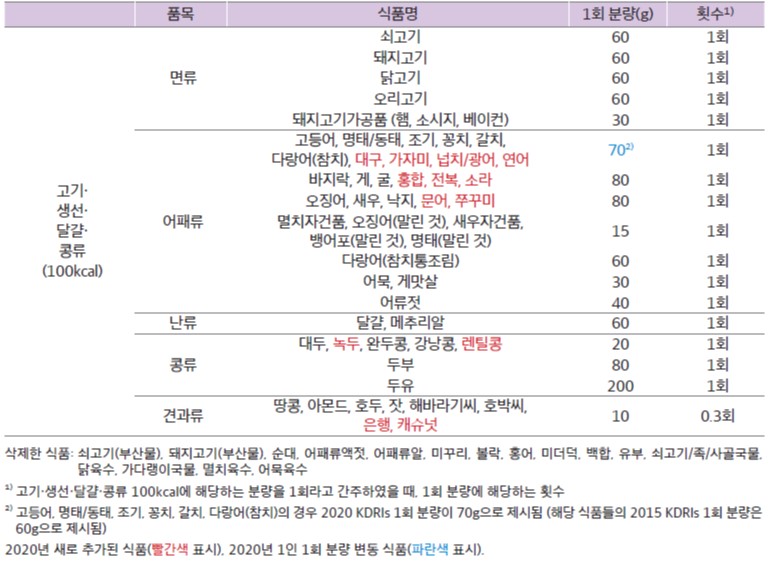 품목 식품명 1회 분량(g) 횟수1)
쇠고기 60 1회
돼지고기 60 1회
면류 닭고기 60 1회
오리고기 60 1회
돼지고기가공품 (햄, 소시지, 베이컨) 30 1회
고등어, 명태/동태, 조기, 꽁치, 갈치,
다랑어(참치), 대구, 가자미, 넙치/광어, 연어 702) 1회
바지락, 게, 굴, 홍합, 전복, 소라 80 1회
오징어, 새우, 낙지, 문어, 쭈꾸미 80 1회
고기·
생선·
달걀·
콩류
(100kcal)
어패류
멸치자건품, 오징어(말린 것), 새우자건품,
뱅어포(말린 것), 명태(말린 것) 15 1회
다랑어(참치통조림) 60 1회
어묵, 게맛살 30 1회
어류젓 40 1회
난류 달걀, 메추리알 60 1회
대두, 녹두, 완두콩, 강낭콩, 렌틸콩 20 1회
콩류 두부 80 1회
두유 200 1회
견과류 땅콩, 아몬드, 호두, 잣, 해바라기씨, 호박씨,
은행, 캐슈넛 10 0.3회
삭제한 식품: 쇠고기(부산물), 돼지고기(부산물), 순대, 어패류액젓, 어패류알, 미꾸리, 볼락, 홍어, 미더덕, 백합, 유부, 쇠고기/족/사골국물,
닭육수, 가다랭이국물, 멸치육수, 어묵육수
1) 고기·생선·달걀·콩류 100kcal에 해당하는 분량을 1회라고 간주하였을 때, 1회 분량에 해당하는 횟수
2) 고등어, 명태/동태, 조기, 꽁치, 갈치, 다랑어(참치)의 경우 2020 KDRIs 1회 분량이 70g으로 제시됨 (해당 식품들의 2015 KDRIs 1회 분량은
60g으로 제시됨)
2020년 새로 추가된 식품(빨간색 표시), 2020년 1인 1회 분량 변동 식품(파란색 표시).